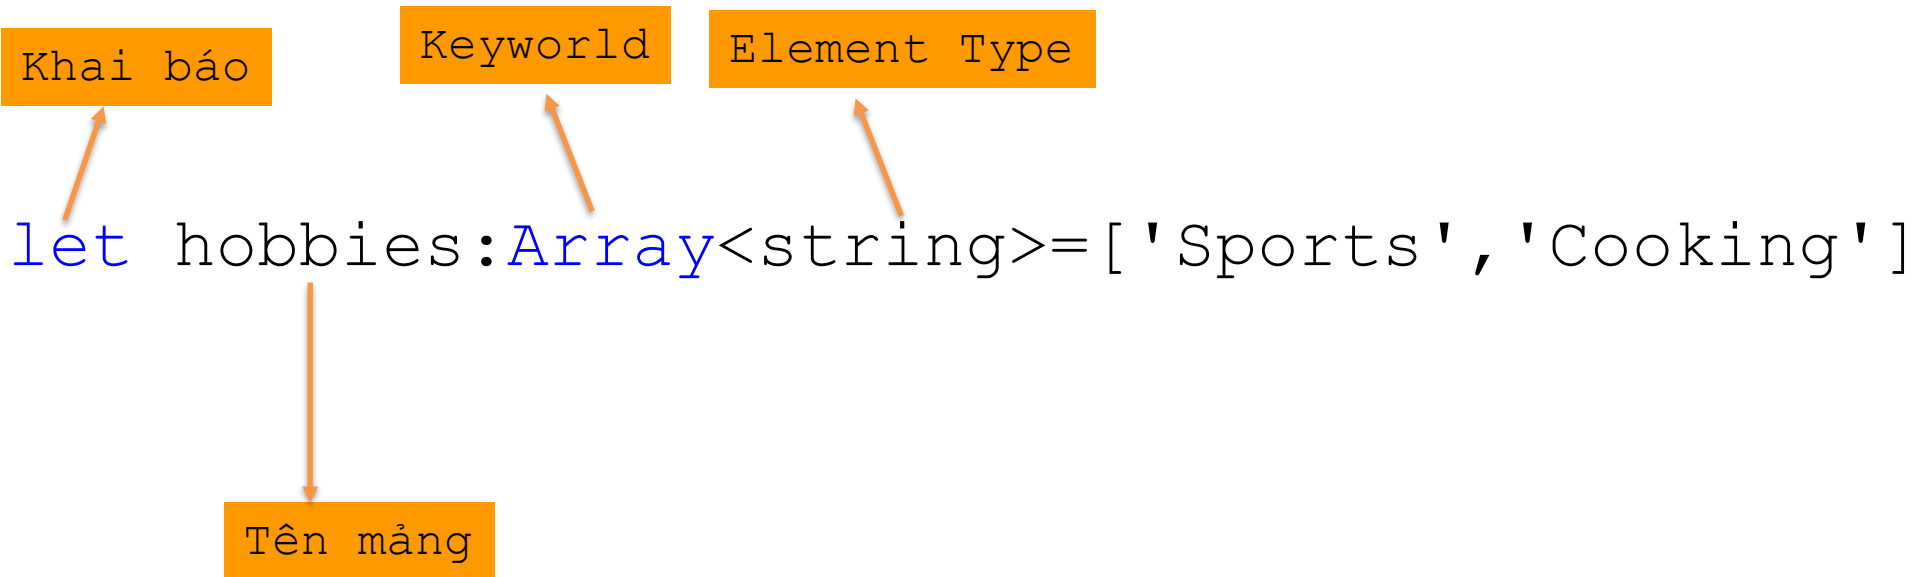 Khai báo
Keyworld
Element Type
let hobbies:Array<string>=['Sports','Cooking']
Tên mảng